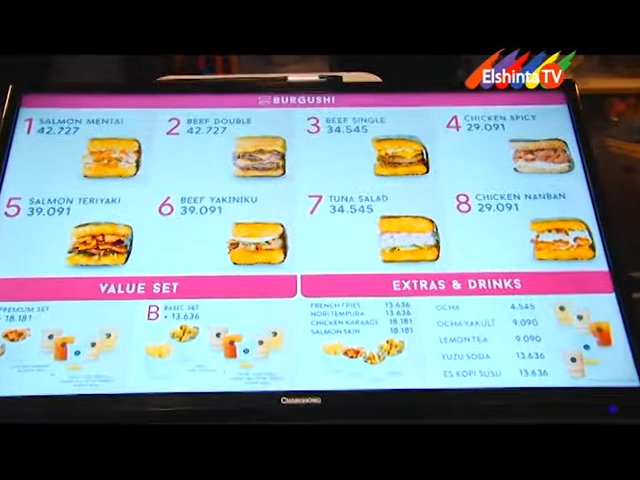 Elshinta TV
BURGUSHI
1 SALMON MENTAI
42.727
2 BEEF DOUBLE
42.727
3 BEEF SINGLE
34.545
4 CHICKEN SPICY
29.091
5 SALMON TERIYAKI
39.091
6 BEEF YAKINIKU
39.091
7 TUNA SALAD
34.545
8 CHICKEN NANBAN
29.091
VALUE SET
PREMIUM SET
+ 18.181
B BASIC SET
+ 13.636
EXTRAS & DRINKS
FRENCH FRIES 13.636
NORI TEMPURA 13.636
CHICKEN KARAAGE 18.181
SALMON SKIN 18.181
OCHA 4.545
OCHA YAKULT 9.090
LEMON TEA 9.090
YUZU SODA 13.636
ES KOPI SUSU 13.636
CHANGHONG